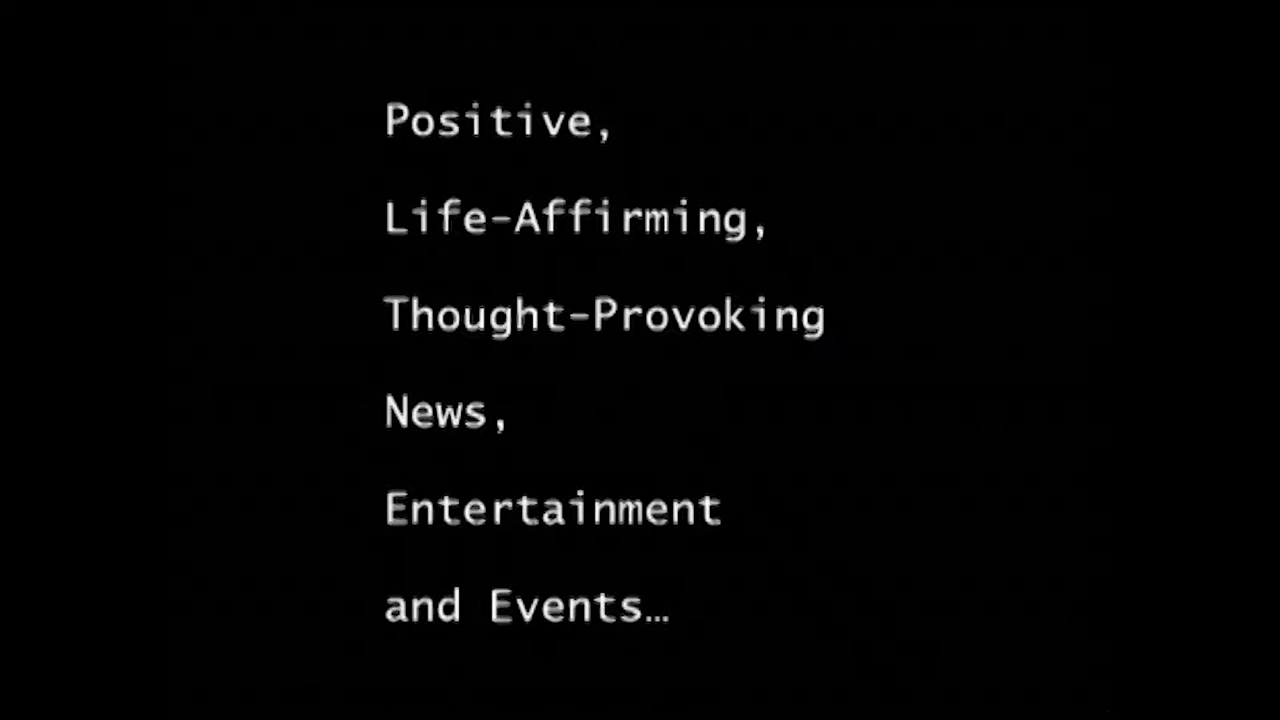 Positive,
Life-Affirming,
Thought-Provoking
News,
Entertainment
and Events…